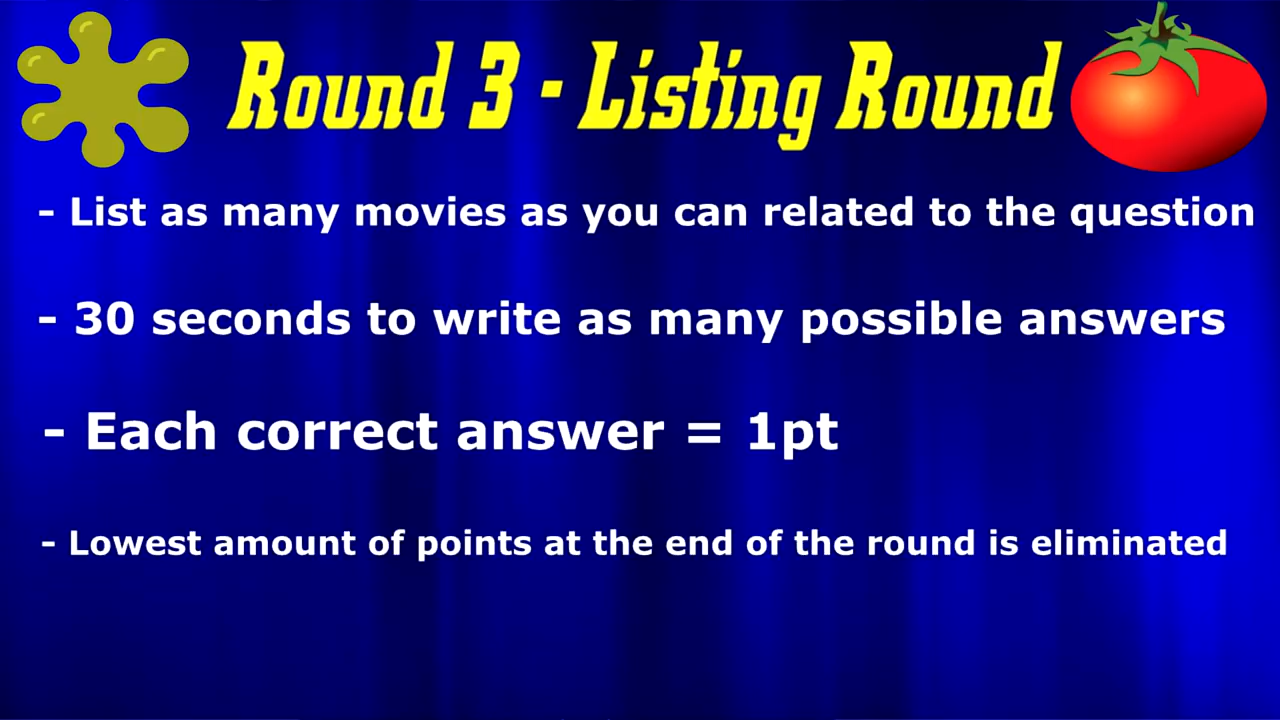 Round 3 - Listing Round
- List as many movies as you can related to the question
- 30 seconds to write as many possible answers
- Each correct answer = 1pt
- Lowest amount of points at the end of the round is eliminated